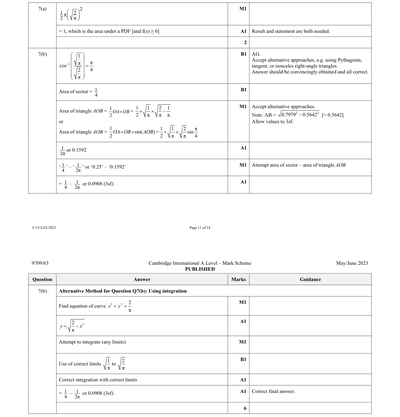 7(a) ½π(√(2/π))² M1
= 1, which is the area under a PDF [and f(x) ≥ 0] A1 Result and statement are both needed.
2
7(b) cos⁻¹(√(1/π) / √(2/π)) = π/4 B1 AG.
Accept alternative approaches, e.g. using Pythagoras,
tangent, or isosceles right-angle triangles.
Answer should be convincingly obtained and all correct.
Area of sector = 1/4 B1
Area of triangle AOB = ½OA×OB = ½ × √(1/π) × √(2/π − 1/π) M1 Accept alternative approaches.
or
Note: AB = √(0.7979² − 0.5642²) [= 0.5642]
Allow values to 3sf.
Area of triangle AOB = ½OA×OB×sin(AOB) = ½ × √(1/π) × √(2/π) sin π/4
1/2π or 0.1592 A1
'1/4' − '1/2π' or '0.25' − '0.1592' M1 Attempt area of sector – area of triangle AOB
= 1/4 − 1/2π or 0.0908 (3sf) A1
© UCLES 2023 Page 11 of 14
9709/63 Cambridge International A Level – Mark Scheme May/June 2023
PUBLISHED
Question Answer Marks Guidance
7(b) Alternative Method for Question Q7(b): Using integration
Find equation of curve x² + y² = 2/π M1
y = √(2/π − x²) A1
Attempt to integrate (any limits) M1
Use of correct limits √(1/π) to √(2/π) B1
Correct integration with correct limits A1
= 1/4 − 1/2π or 0.0908 (3sf) A1 Correct final answer.
6